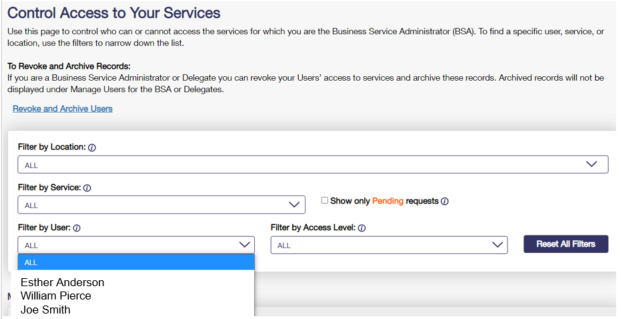 Control Access to Your Services
Use this page to control who can or cannot access the services for which you are the Business Service Administrator (BSA). To find a specific user, service, or
location, use the filters to narrow down the list.
To Revoke and Archive Records:
If you are a Business Service Administrator or Delegate you can revoke your Users' access to services and archive these records. Archived records will not be
displayed under Manage Users for the BSA or Delegates.
Revoke and Archive Users
Filter by Location:
ALL
Filter by Service:
ALL
Show only Pending requests
Filter by User:
Filter by Access Level:
ALL
ALL
Reset All Filters
ALL
Esther Anderson
William Pierce
Joe Smith